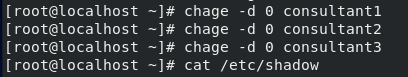 [root@localhost ~]# chage -d 0 consultant1
[root@localhost ~]# chage -d 0 consultant2
[root@localhost ~]# chage -d 0 consultant3
[root@localhost ~]# cat /etc/shadow